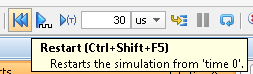 30 us
Restart (Ctrl+Shift+F5)
Restarts the simulation from 'time 0'.